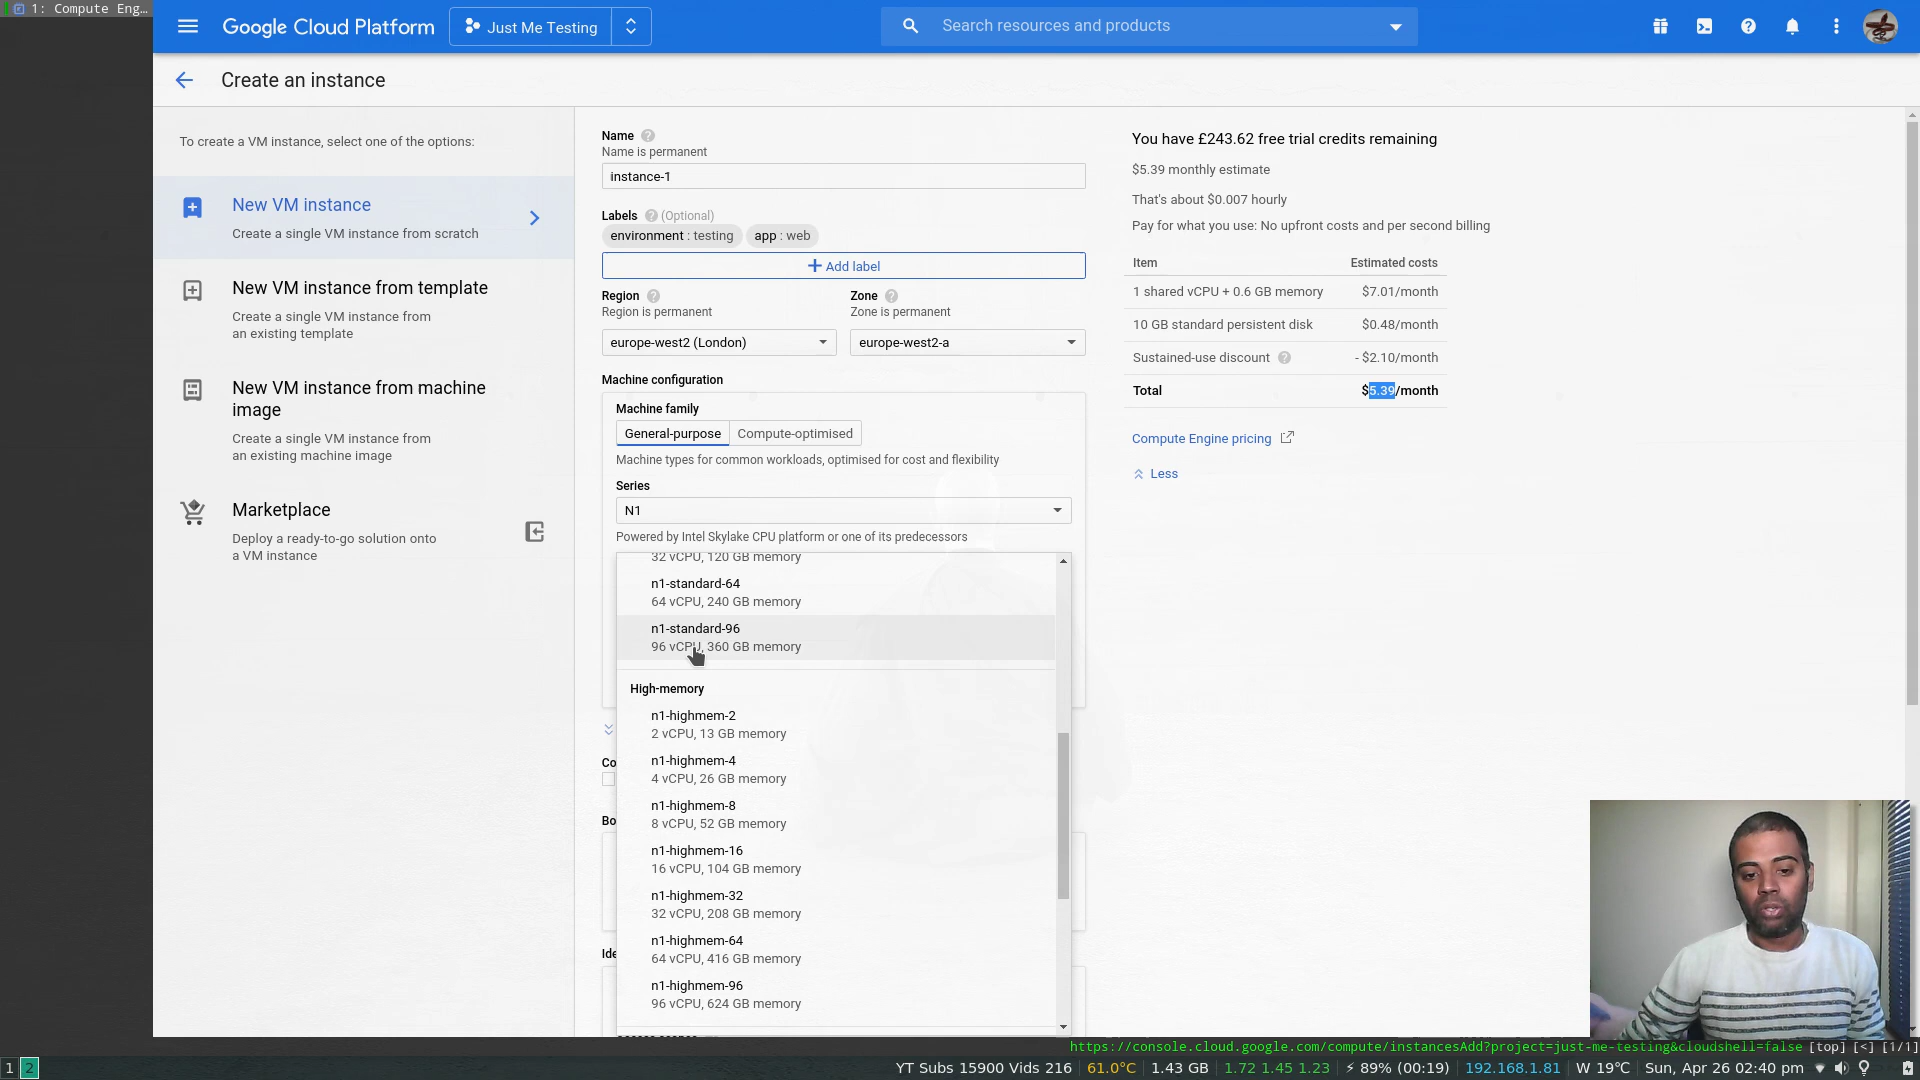 1: Compute Eng…
Google Cloud Platform
Just Me Testing
Search resources and products
Create an instance
To create a VM instance, select one of the options:
New VM instance
Create a single VM instance from scratch
New VM instance from template
Create a single VM instance from
an existing template
New VM instance from machine
image
Create a single VM instance from
an existing machine image
Marketplace
Deploy a ready-to-go solution onto
a VM instance
Name
Name is permanent
instance-1
Labels (Optional)
environment : testing app : web
Add label
Region
Region is permanent
Zone
Zone is permanent
europe-west2 (London)
europe-west2-a
Machine configuration
Machine family
General-purpose Compute-optimised
Machine types for common workloads, optimised for cost and flexibility
Series
N1
Powered by Intel Skylake CPU platform or one of its predecessors
32 vCPU, 120 GB memory
n1-standard-64
64 vCPU, 240 GB memory
n1-standard-96
96 vCPU, 360 GB memory
High-memory
n1-highmem-2
2 vCPU, 13 GB memory
n1-highmem-4
4 vCPU, 26 GB memory
n1-highmem-8
8 vCPU, 52 GB memory
n1-highmem-16
16 vCPU, 104 GB memory
n1-highmem-32
32 vCPU, 208 GB memory
n1-highmem-64
64 vCPU, 416 GB memory
n1-highmem-96
96 vCPU, 624 GB memory
Co
Bo
Ide
You have £243.62 free trial credits remaining
$5.39 monthly estimate
That's about $0.007 hourly
Pay for what you use: No upfront costs and per second billing
Item Estimated costs
1 shared vCPU + 0.6 GB memory $7.01/month
10 GB standard persistent disk $0.48/month
Sustained-use discount - $2.10/month
Total $5.39/month
Compute Engine pricing
Less
https://console.cloud.google.com/compute/instancesAdd?project=just-me-testing&cloudshell=false [top] [<] [1/1]
1 2
YT Subs 15900 Vids 216 61.0°C 1.43 GB 1.72 1.45 1.23 ⚡ 89% (00:19) 192.168.1.81 W 19℃ Sun, Apr 26 02:40 pm